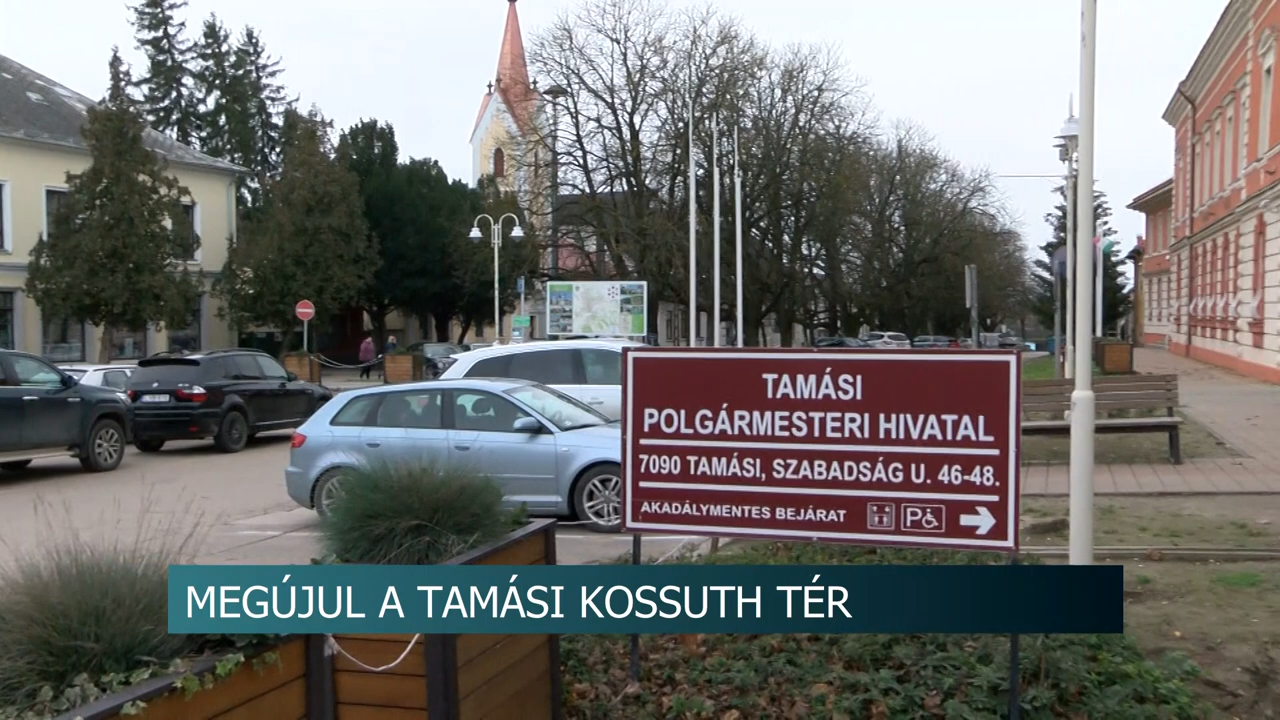 TAMÁSI
POLGÁRMESTERI HIVATAL
7090 TAMÁSI, SZABADSÁG U. 46-48.
AKADÁLYMENTES BEJÁRAT
P
MEGÚJUL A TAMÁSI KOSSUTH TÉR